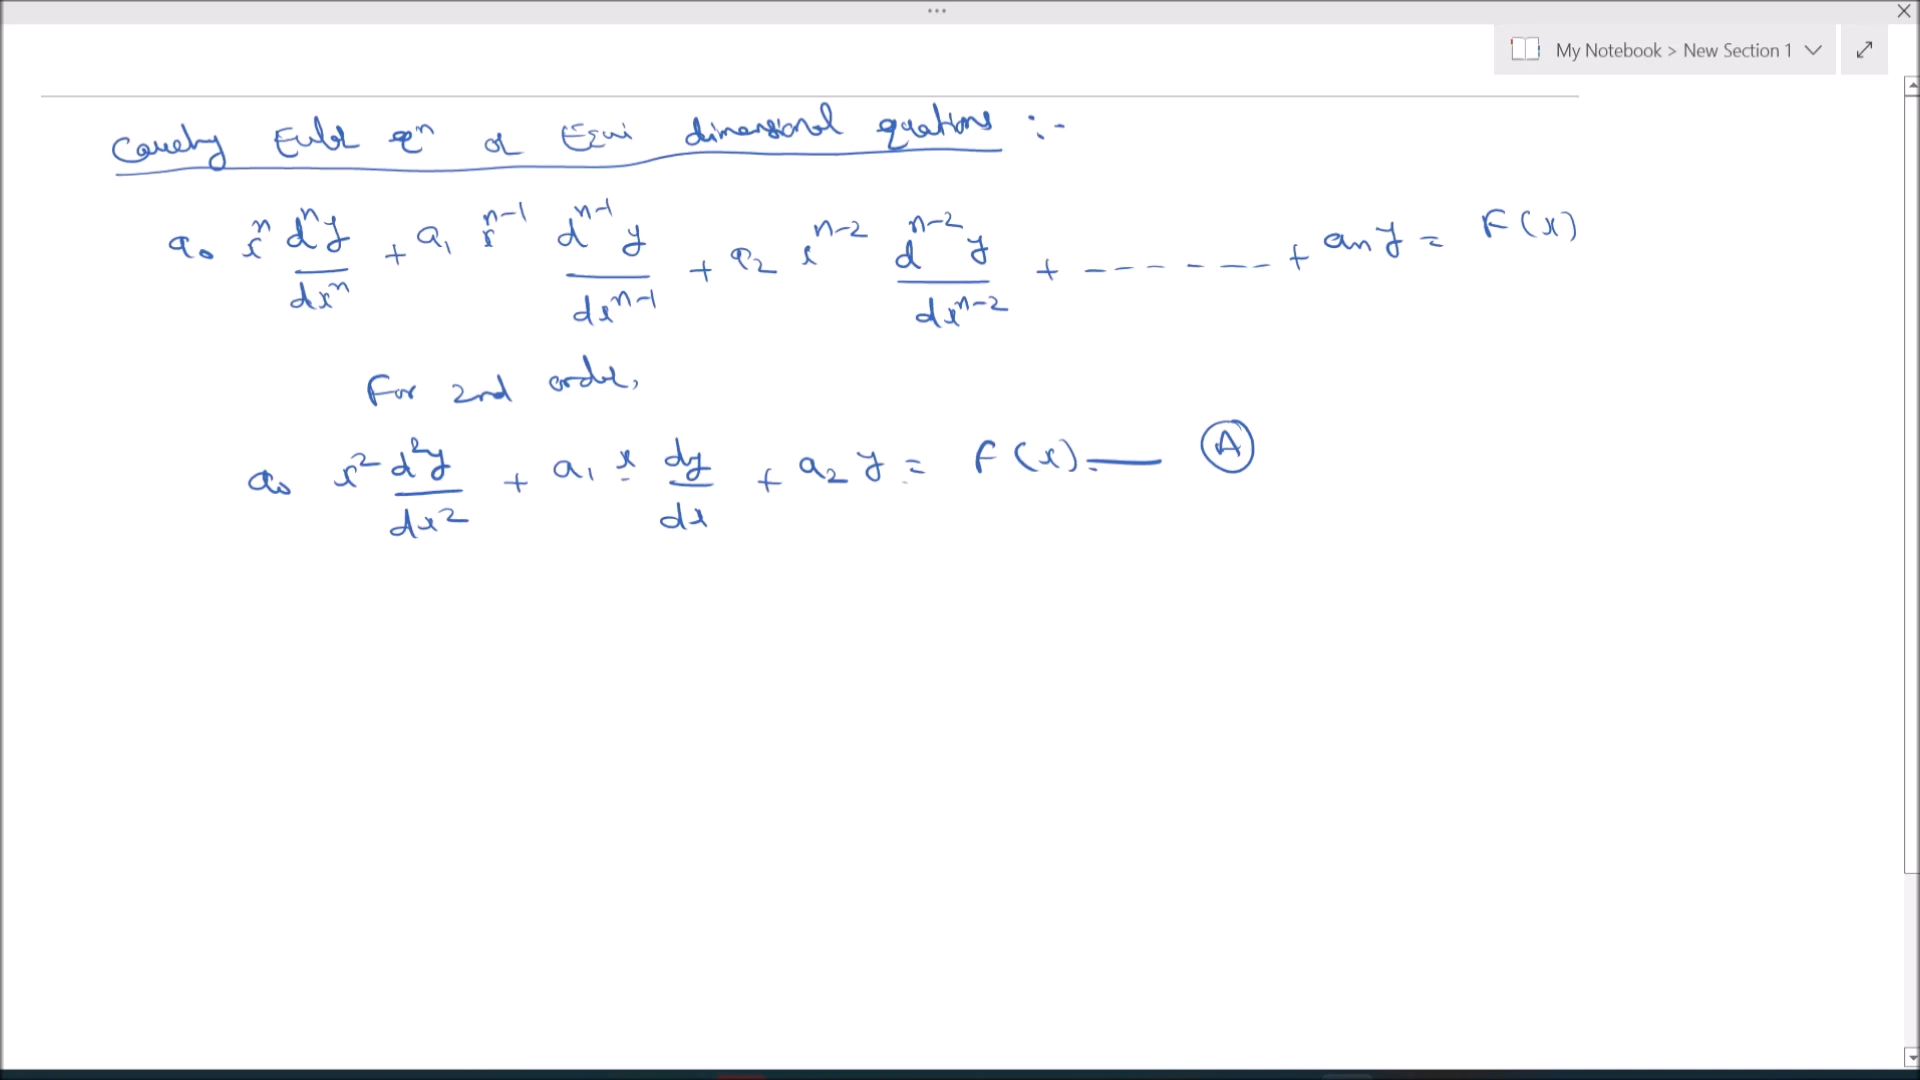 ...
My Notebook > New Section 1
Cauchy Euler eqn or Equi dimensional equations :-
a₀ xⁿ dⁿy/dxⁿ + a₁ xⁿ⁻¹ dⁿ⁻¹y/dxⁿ⁻¹ + a₂ xⁿ⁻² dⁿ⁻²y/dxⁿ⁻² + ------- + aₙ y = F(x)
For 2nd order,
a₀ x² d²y/dx² + a₁ x dy/dx + a₂ y = F(x) — Ⓐ